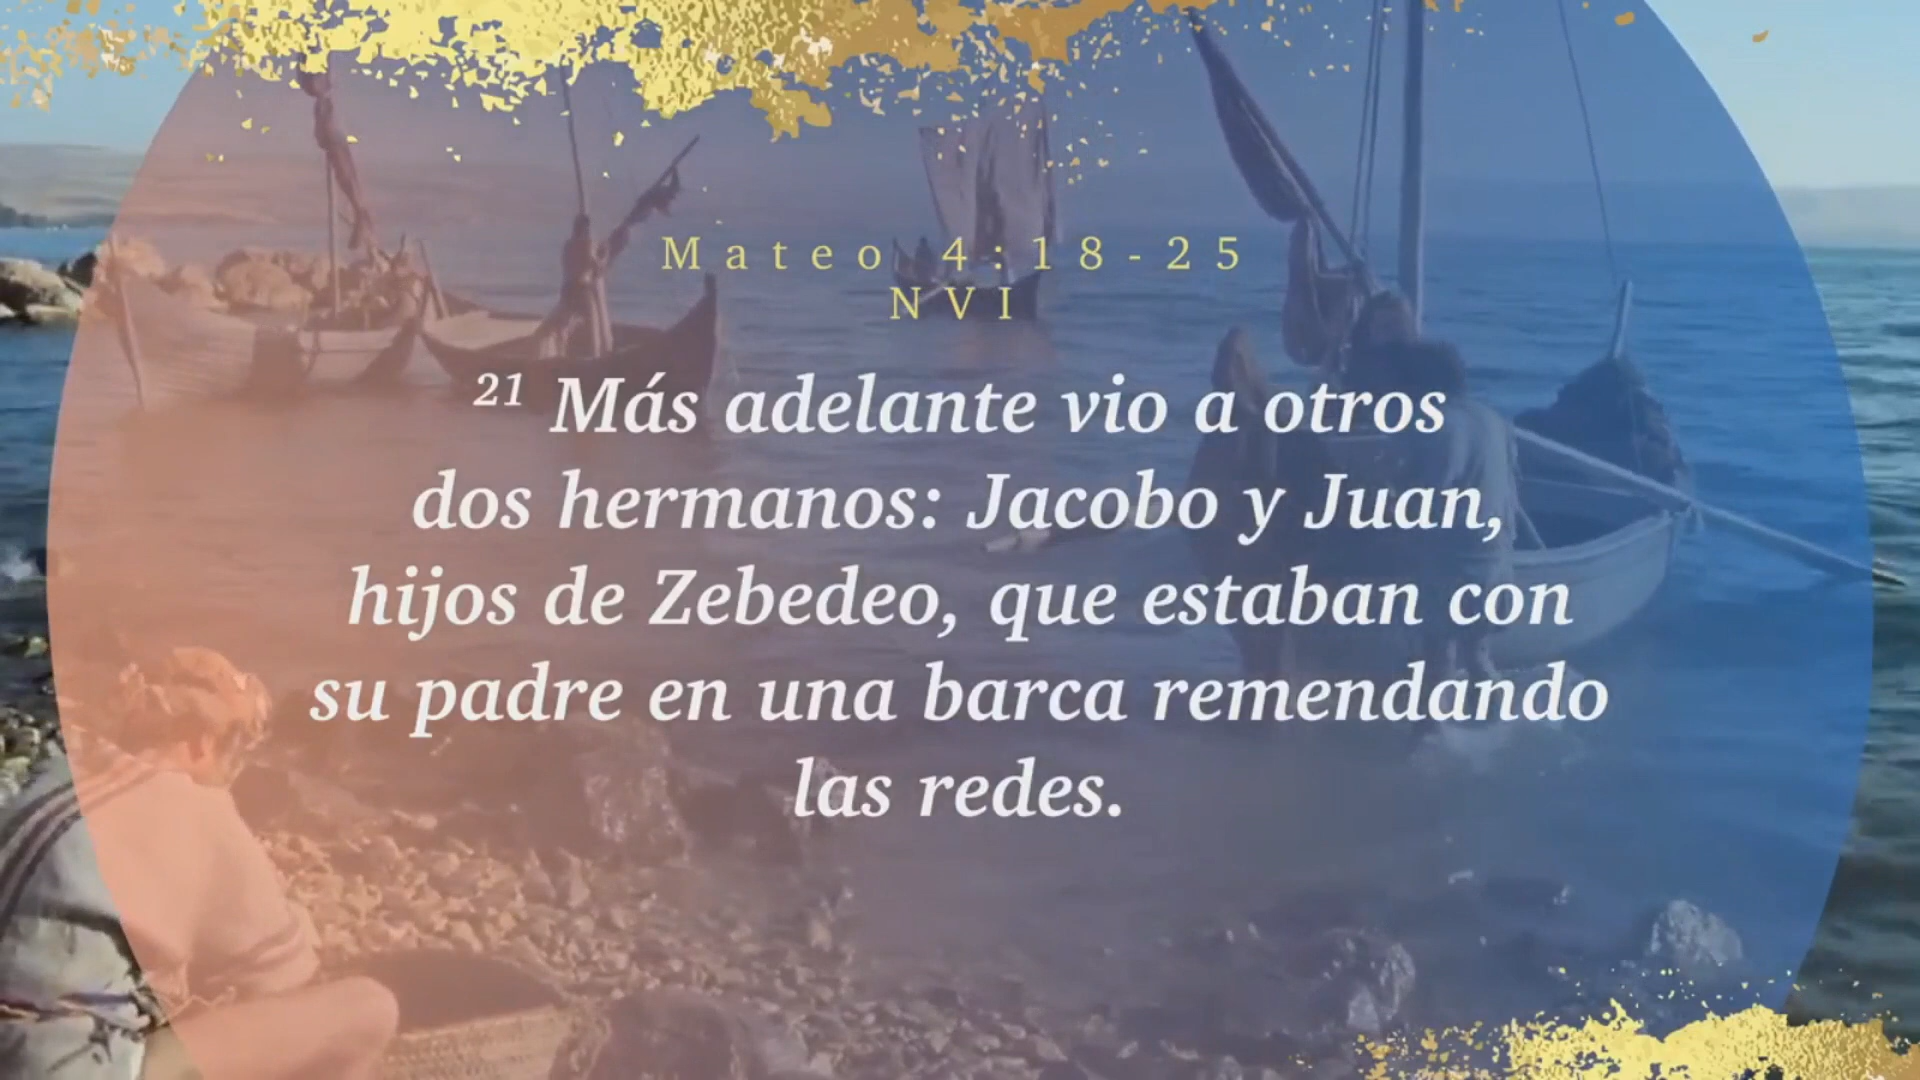 Mateo 4:18-25
NVI
21 Más adelante vio a otros
dos hermanos: Jacobo y Juan,
hijos de Zebedeo, que estaban con
su padre en una barca remendando
las redes.